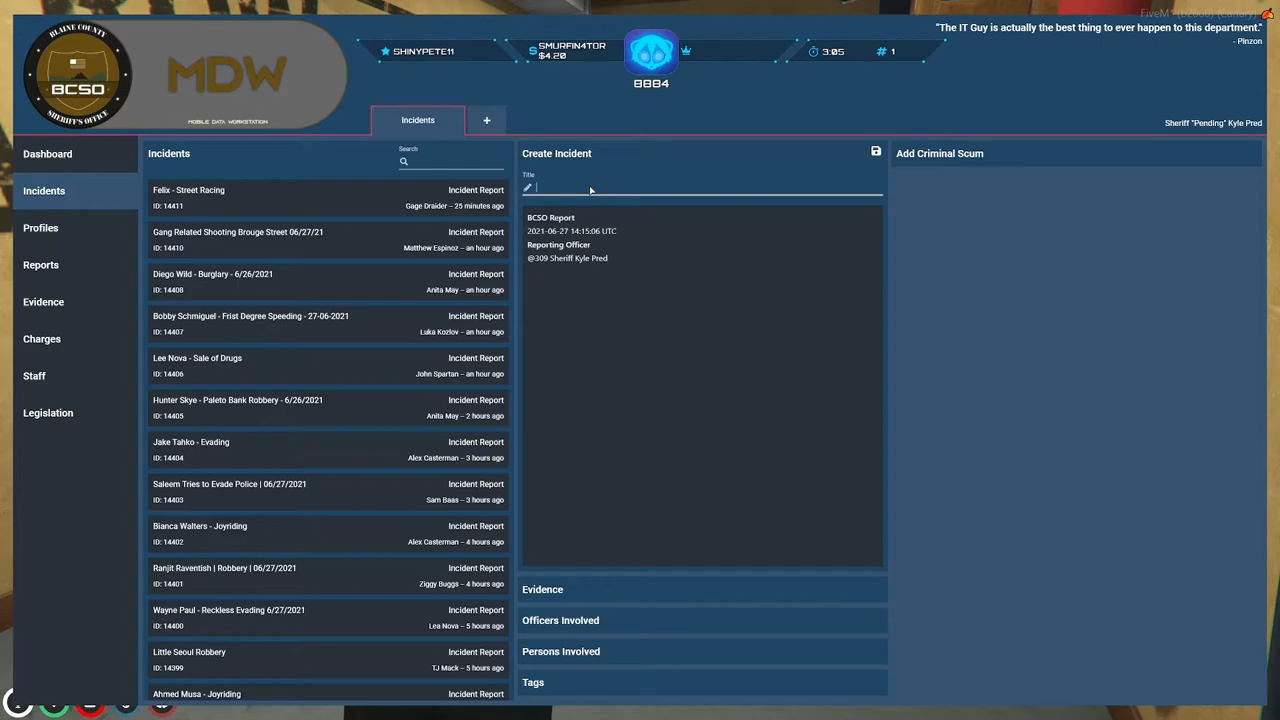 FiveM® (b2060) (Canary)
"The IT Guy is actually the best thing to ever happen to this department."
- Pinzon
BLAINE COUNTY
BCSO
SHERIFF'S OFFICE
MDW
MOBILE DATA WORKSTATION
SHINYPETE11
SMURFIN4TOR
$4.20
8884
3:05
# 1
Incidents
+
Sheriff "Pending" Kyle Pred
Dashboard
Incidents
Profiles
Reports
Evidence
Charges
Staff
Legislation
Incidents
Search
Felix - Street Racing
Incident Report
ID: 14411
Gage Draider – 25 minutes ago
Gang Related Shooting Brouge Street 06/27/21
Incident Report
ID: 14410
Matthew Espinoz – an hour ago
Diego Wild - Burglary - 6/26/2021
Incident Report
ID: 14408
Anita May – an hour ago
Bobby Schmiguel - Frist Degree Speeding - 27-06-2021
Incident Report
ID: 14407
Luka Kozlov – an hour ago
Lee Nova - Sale of Drugs
Incident Report
ID: 14406
John Spartan – an hour ago
Hunter Skye - Paleto Bank Robbery - 6/26/2021
Incident Report
ID: 14405
Anita May – 2 hours ago
Jake Tahko - Evading
Incident Report
ID: 14404
Alex Casterman – 3 hours ago
Saleem Tries to Evade Police | 06/27/2021
Incident Report
ID: 14403
Sam Baas – 3 hours ago
Bianca Walters - Joyriding
Incident Report
ID: 14402
Alex Casterman – 4 hours ago
Ranjit Raventish | Robbery | 06/27/2021
Incident Report
ID: 14401
Ziggy Buggs – 4 hours ago
Wayne Paul - Reckless Evading 6/27/2021
Incident Report
ID: 14400
Lea Nova – 5 hours ago
Little Seoul Robbery
Incident Report
ID: 14399
TJ Mack – 5 hours ago
Ahmed Musa - Joyriding
Incident Report
Create Incident
Title
BCSO Report
2021-06-27 14:15:06 UTC
Reporting Officer
@309 Sheriff Kyle Pred
Evidence
Officers Involved
Persons Involved
Tags
Add Criminal Scum